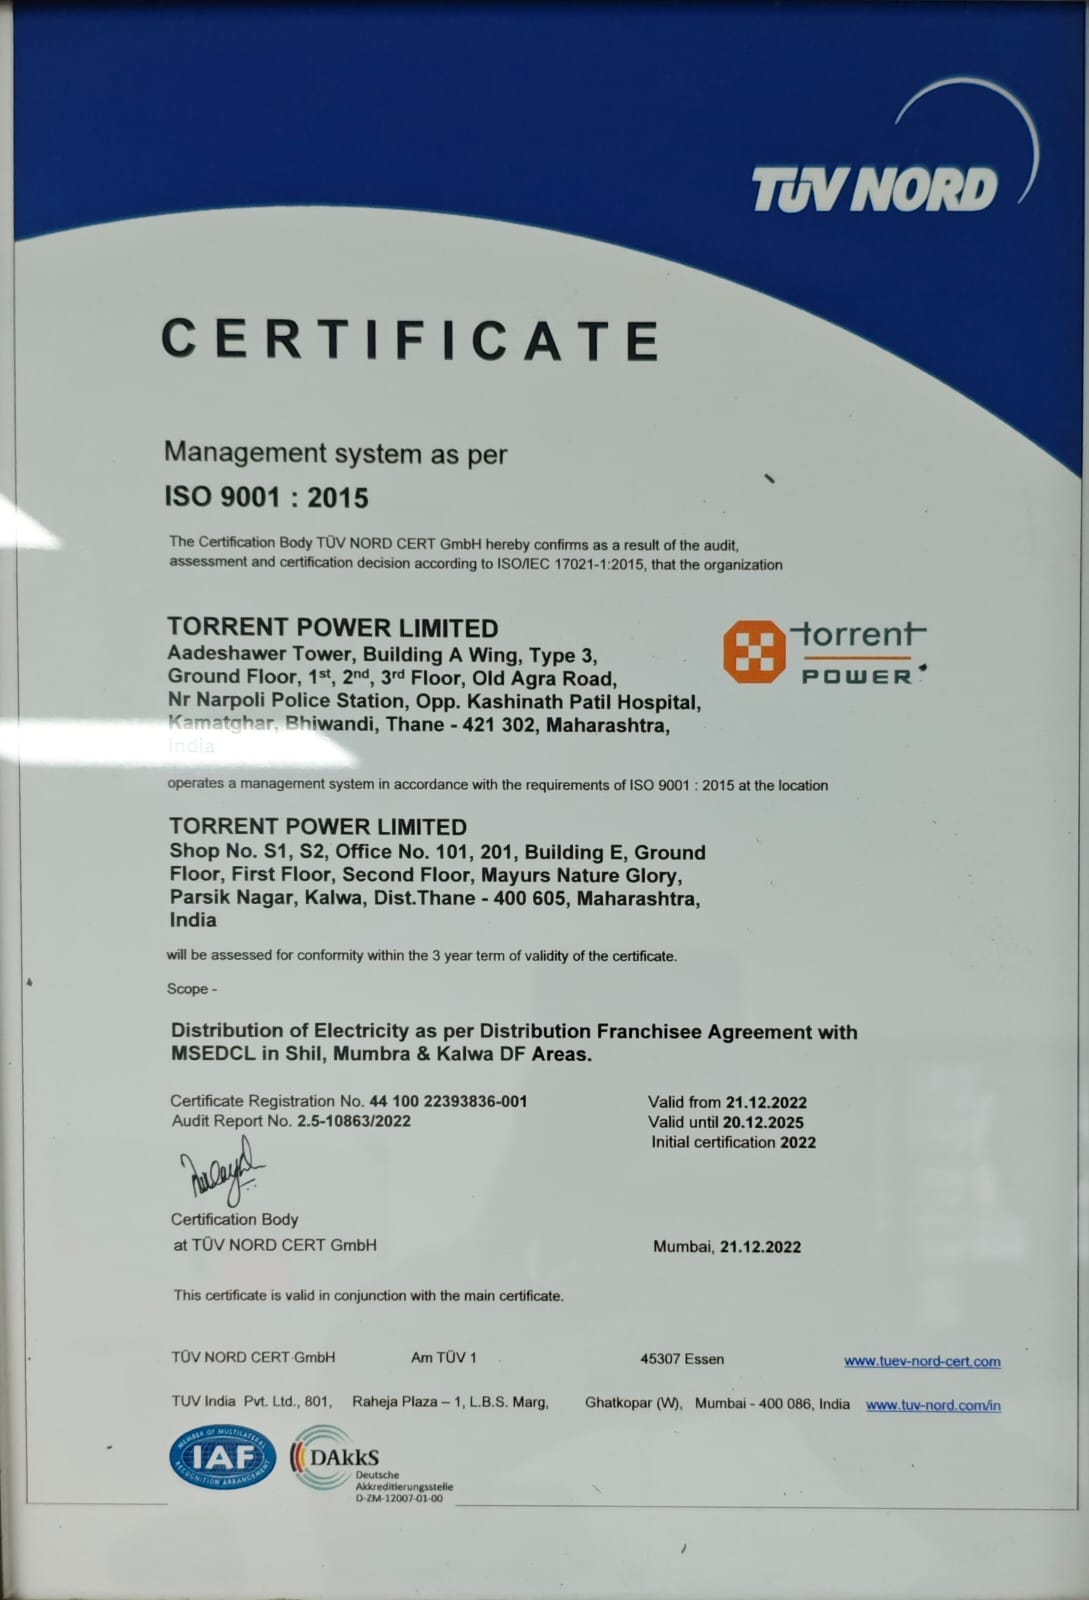 TÜV NORD
CERTIFICATE
Management system as per
ISO 9001 : 2015
The Certification Body TÜV NORD CERT GmbH hereby confirms as a result of the audit,
assessment and certification decision according to ISO/IEC 17021-1:2015, that the organization
TORRENT POWER LIMITED
Aadeshawer Tower, Building A Wing, Type 3,
Ground Floor, 1st, 2nd, 3rd Floor, Old Agra Road,
Nr Narpoli Police Station, Opp. Kashinath Patil Hospital,
Kamatghar, Bhiwandi, Thane - 421 302, Maharashtra,
India
torrent
POWER
operates a management system in accordance with the requirements of ISO 9001 : 2015 at the location
TORRENT POWER LIMITED
Shop No. S1, S2, Office No. 101, 201, Building E, Ground
Floor, First Floor, Second Floor, Mayurs Nature Glory,
Parsik Nagar, Kalwa, Dist.Thane - 400 605, Maharashtra,
India
will be assessed for conformity within the 3 year term of validity of the certificate.
Scope -
Distribution of Electricity as per Distribution Franchisee Agreement with
MSEDCL in Shil, Mumbra & Kalwa DF Areas.
Certificate Registration No. 44 100 22393836-001
Audit Report No. 2.5-10863/2022
Valid from 21.12.2022
Valid until 20.12.2025
Initial certification 2022
Certification Body
at TÜV NORD CERT GmbH
Mumbai, 21.12.2022
This certificate is valid in conjunction with the main certificate.
TÜV NORD CERT GmbH Am TÜV 1 45307 Essen www.tuev-nord-cert.com
TUV India Pvt. Ltd., 801, Raheja Plaza – 1, L.B.S. Marg, Ghatkopar (W), Mumbai - 400 086, India www.tuv-nord.com/in
MEMBER OF MULTILATERAL
IAF
RECOGNITION ARRANGEMENT
DAkkS
Deutsche
Akkreditierungsstelle
D-ZM-12007-01-00